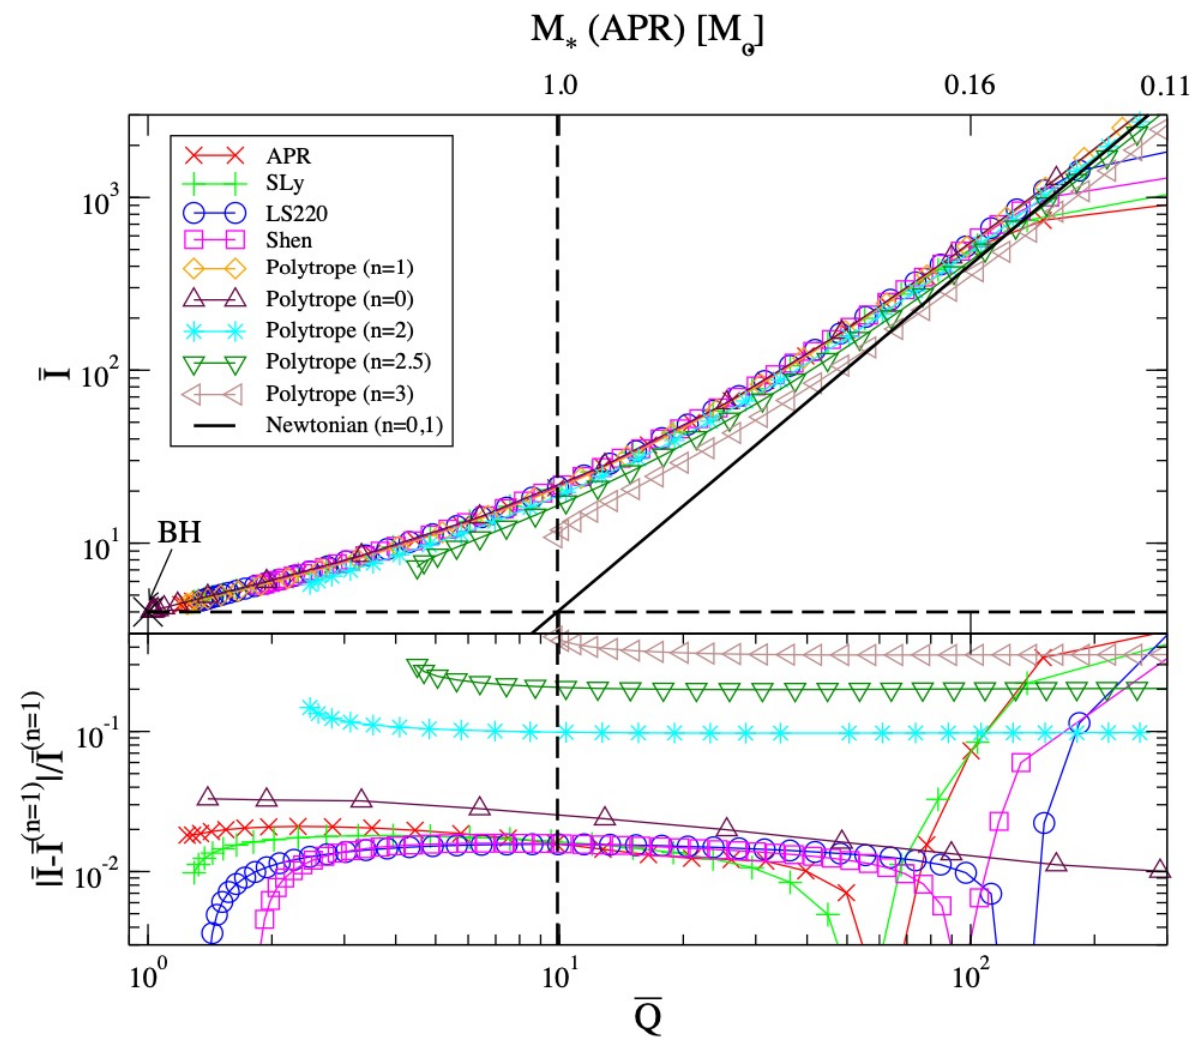 M* (APR) [M⊙]
1.0 0.16 0.11
APR
SLy
LS220
Shen
Polytrope (n=1)
Polytrope (n=0)
Polytrope (n=2)
Polytrope (n=2.5)
Polytrope (n=3)
Newtonian (n=0,1)
10³
10²
10¹
Ī
BH
10⁻¹
10⁻²
|Ī-Ī⁽ⁿ⁼¹⁾|/Ī⁽ⁿ⁼¹⁾
10⁰ 10¹ 10²
Q̅